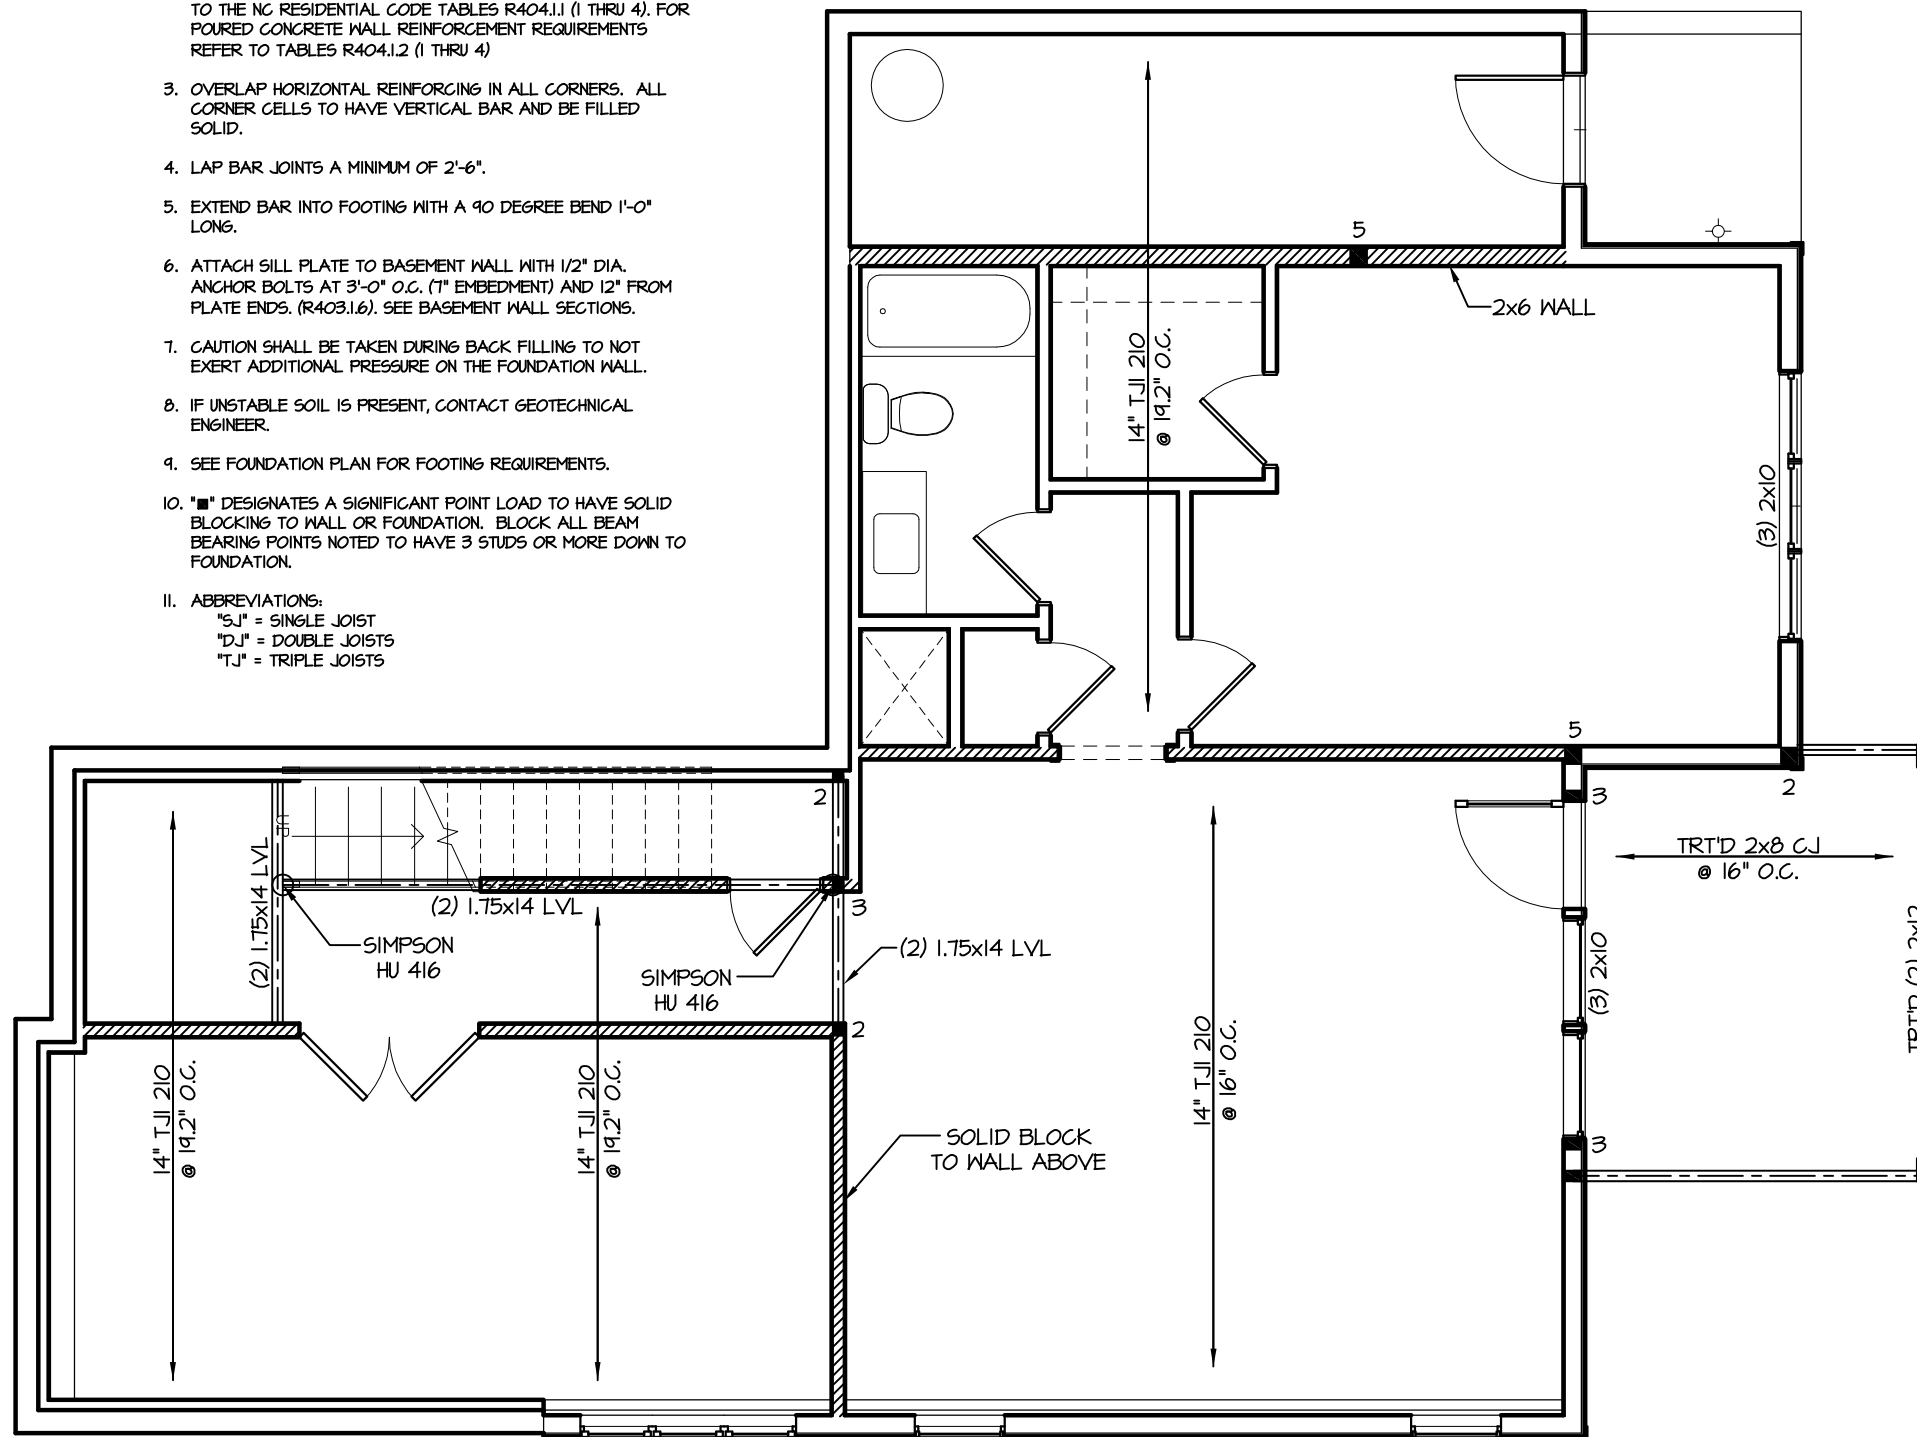 TO THE NC RESIDENTIAL CODE TABLES R404.1.1 (1 THRU 4). FOR
POURED CONCRETE WALL REINFORCEMENT REQUIREMENTS
REFER TO TABLES R404.1.2 (1 THRU 4)
3. OVERLAP HORIZONTAL REINFORCING IN ALL CORNERS. ALL
CORNER CELLS TO HAVE VERTICAL BAR AND BE FILLED
SOLID.
4. LAP BAR JOINTS A MINIMUM OF 2'-6".
5. EXTEND BAR INTO FOOTING WITH A 90 DEGREE BEND 1'-0"
LONG.
6. ATTACH SILL PLATE TO BASEMENT WALL WITH 1/2" DIA.
ANCHOR BOLTS AT 3'-0" O.C. (7" EMBEDMENT) AND 12" FROM
PLATE ENDS. (R403.1.6). SEE BASEMENT WALL SECTIONS.
7. CAUTION SHALL BE TAKEN DURING BACK FILLING TO NOT
EXERT ADDITIONAL PRESSURE ON THE FOUNDATION WALL.
8. IF UNSTABLE SOIL IS PRESENT, CONTACT GEOTECHNICAL
ENGINEER.
9. SEE FOUNDATION PLAN FOR FOOTING REQUIREMENTS.
10. "■" DESIGNATES A SIGNIFICANT POINT LOAD TO HAVE SOLID
BLOCKING TO WALL OR FOUNDATION. BLOCK ALL BEAM
BEARING POINTS NOTED TO HAVE 3 STUDS OR MORE DOWN TO
FOUNDATION.
11. ABBREVIATIONS:
"SJ" = SINGLE JOIST
"DJ" = DOUBLE JOISTS
"TJ" = TRIPLE JOISTS
5
2x6 WALL
14" TJI 210
@ 19.2" O.C.
(3) 2x10
5
2
3
2
UP
TRT'D 2x8 CJ
@ 16" O.C.
(2) 1.75x14 LVL
(2) 1.75x14 LVL
3
SIMPSON
HU 416
SIMPSON
HU 416
(2) 1.75x14 LVL
(3) 2x10
TRT'D (2) 2x12
2
14" TJI 210
@ 19.2" O.C.
14" TJI 210
@ 19.2" O.C.
14" TJI 210
@ 16" O.C.
SOLID BLOCK
TO WALL ABOVE
3